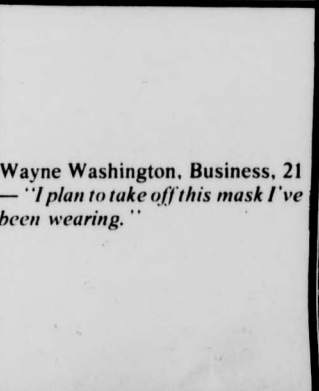 Wayne Washington, Business, 21
— "I plan to take off this mask I've
been wearing."